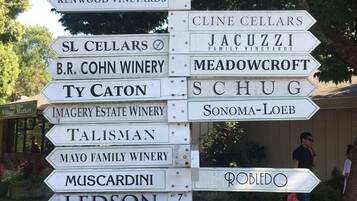 KENWOOD VINEYARDS
CLINE CELLARS
SL CELLARS
JACUZZI
FAMILY VINEYARDS
B.R. COHN WINERY
MEADOWCROFT
TY CATON
SCHUG
IMAGERY ESTATE WINERY
SONOMA-LOEB
TALISMAN
MAYO FAMILY WINERY
MUSCARDINI
ROBLEDO
LEDSON